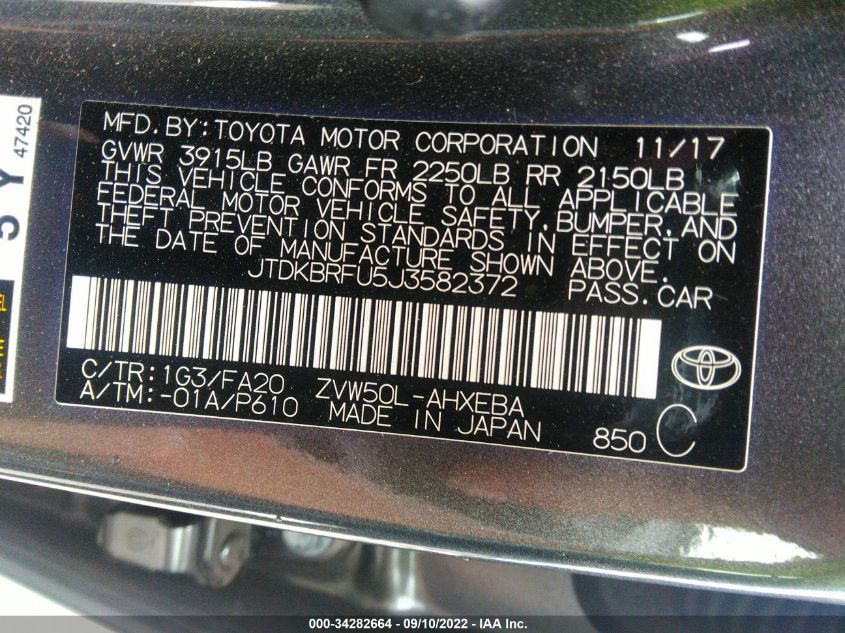 MFD.BY:TOYOTA MOTOR CORPORATION 11/17
GVWR 3915LB GAWR FR 2250LB RR 2150LB
THIS VEHICLE CONFORMS TO ALL APPLICABLE
FEDERAL MOTOR VEHICLE SAFETY,BUMPER,AND
THEFT PREVENTION STANDARDS IN EFFECT ON
THE DATE OF MANUFACTURE SHOWN ABOVE.
JTDKBRFU5J3582372 PASS.CAR
C/TR:1G3/FA20 ZVW50L-AHXEBA
A/TM:-01A/P610 MADE IN JAPAN 850 C
5 Y 47420
000-34282664 - 09/10/2022 - IAA Inc.